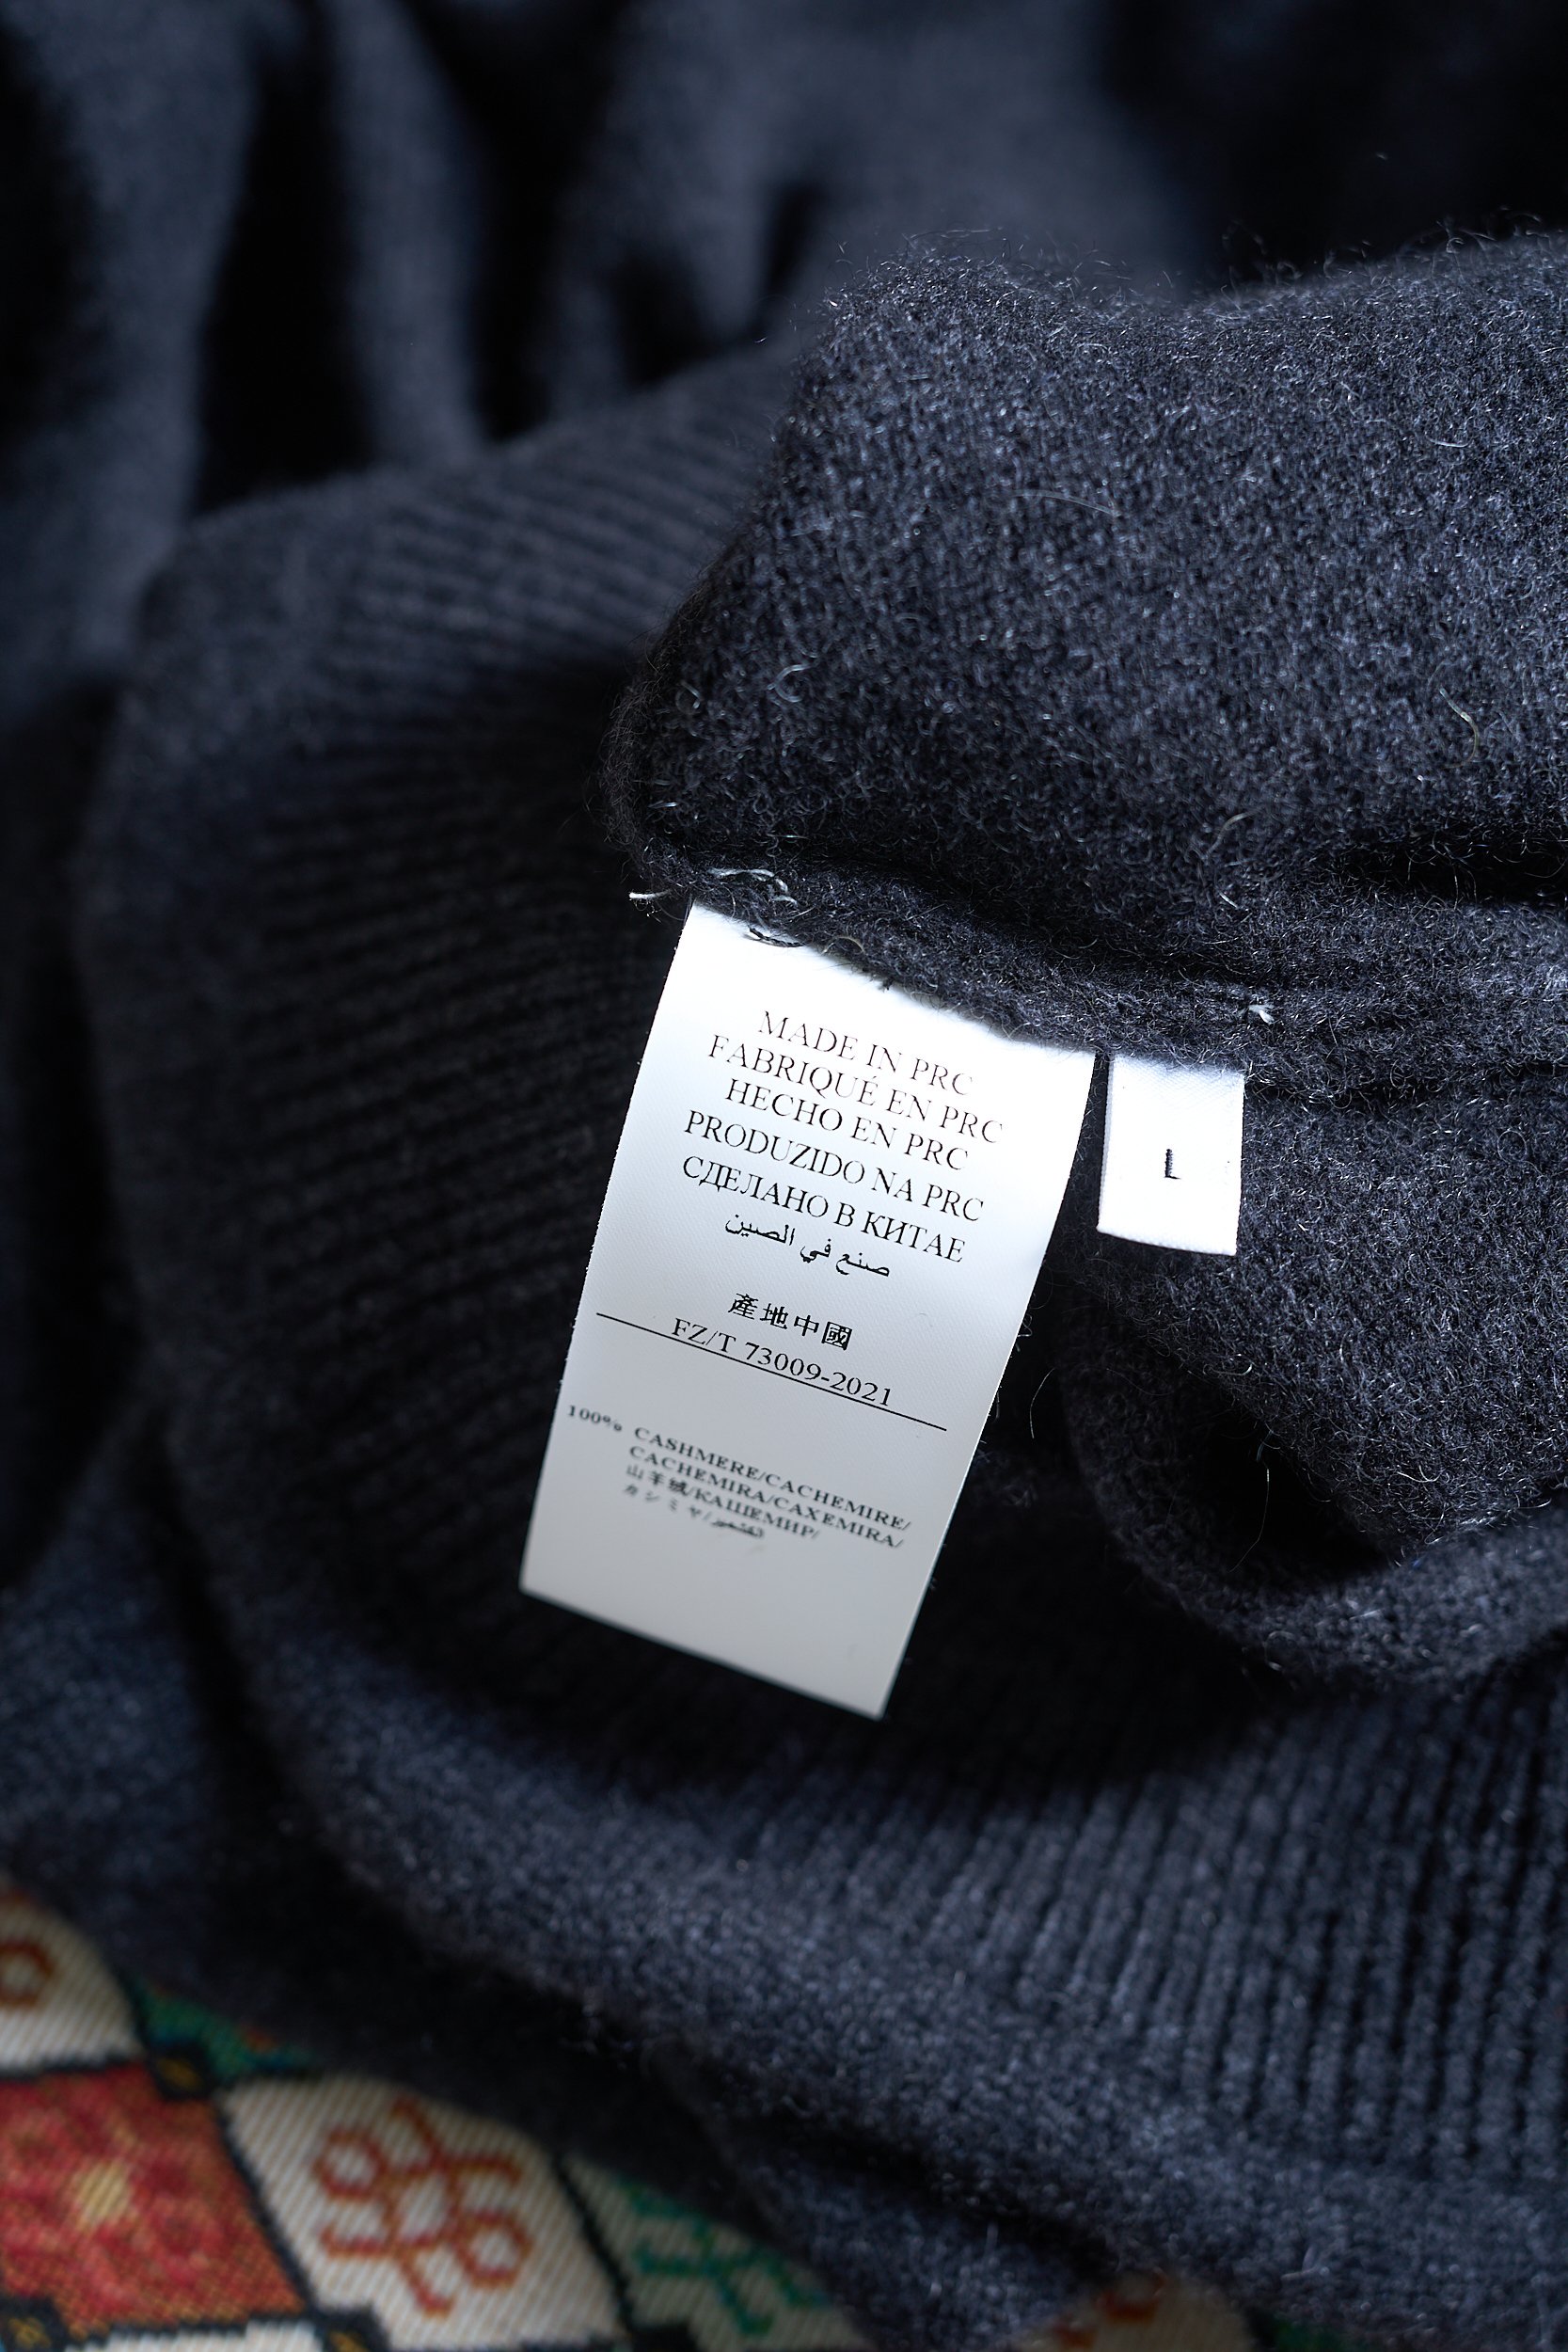 MADE IN PRC
FABRIQUÉ EN PRC
HECHO EN PRC
PRODUZIDO NA PRC
СДЕЛАНО В КИТАЕ
صنع في الصين
產地中國
FZ/T 73009-2021
100% CASHMERE/CACHEMIRE/
CACHEMIRA/CAXEMIRA/
山羊絨/КАШЕМИР/
カシミヤ/
L